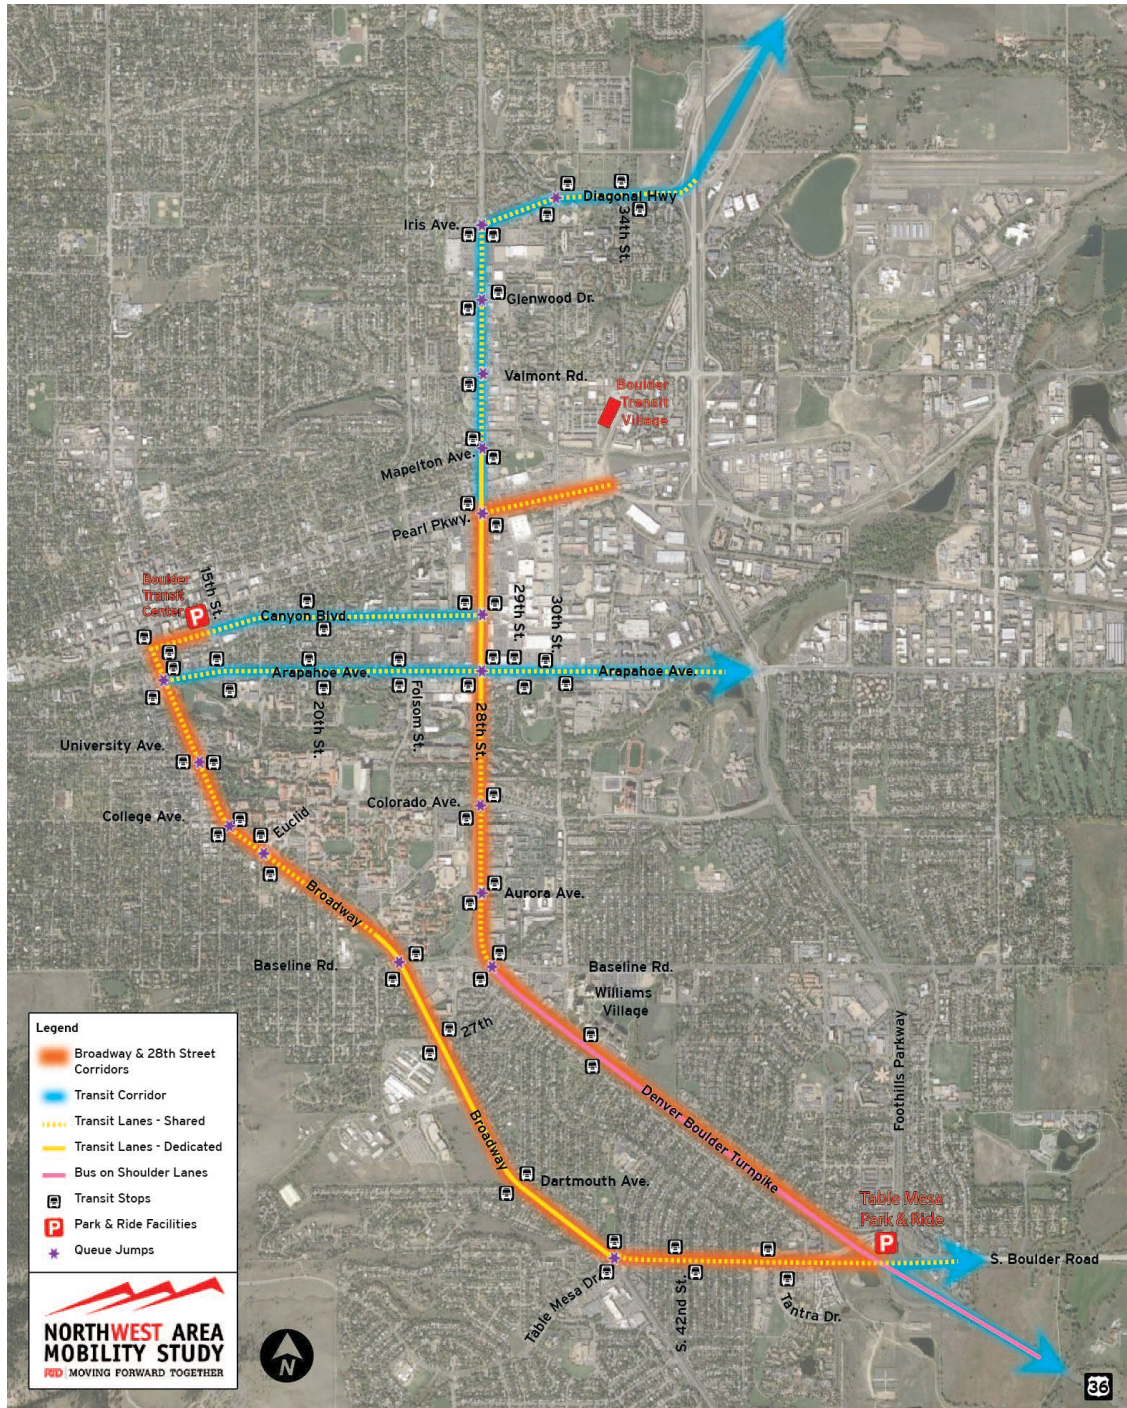 Diagonal Hwy
Iris Ave.
34th St.
Glenwood Dr.
Valmont Rd.
Boulder
Transit
Village
Mapelton Ave.
Pearl Pkwy.
Boulder
Transit
Center
P
15th St.
Canyon Blvd.
29th St.
30th St.
Arapahoe Ave.
Arapahoe Ave.
20th St.
Folsom St.
28th St.
University Ave.
College Ave.
Euclid
Colorado Ave.
Broadway
Aurora Ave.
Baseline Rd.
Baseline Rd.
Williams
Village
27th
Foothills Parkway
Denver Boulder Turnpike
Broadway
Dartmouth Ave.
Table Mesa
Park & Ride
P
S. Boulder Road
Table Mesa Dr.
S. 42nd St.
Tantra Dr.
36
Legend
Broadway & 28th Street
Corridors
Transit Corridor
Transit Lanes - Shared
Transit Lanes - Dedicated
Bus on Shoulder Lanes
Transit Stops
P Park & Ride Facilities
Queue Jumps
NORTHWEST AREA
MOBILITY STUDY
RTD | MOVING FORWARD TOGETHER
N